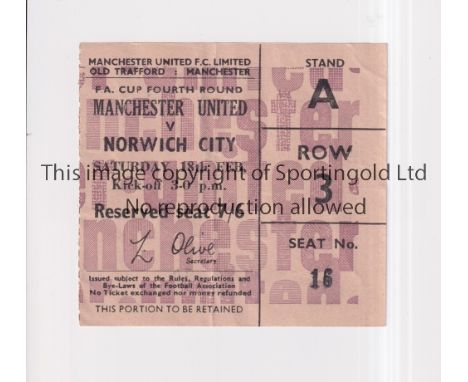 MANCHESTER UNITED F.C. LIMITED
OLD TRAFFORD : MANCHESTER
F.A. CUP FOURTH ROUND
MANCHESTER UNITED
V
NORWICH CITY
SATURDAY 18th FEB.
Kick-off 3-0 p.m.
Reserved seat 7/6
L Olive
Secretary
Issued subject to the Rules, Regulations and
Bye-Laws of the Football Association
No Ticket exchanged nor money refunded
THIS PORTION TO BE RETAINED
STAND
A
ROW
3
SEAT No.
16
This image copyright of Sportingold Ltd
No reproduction allowed